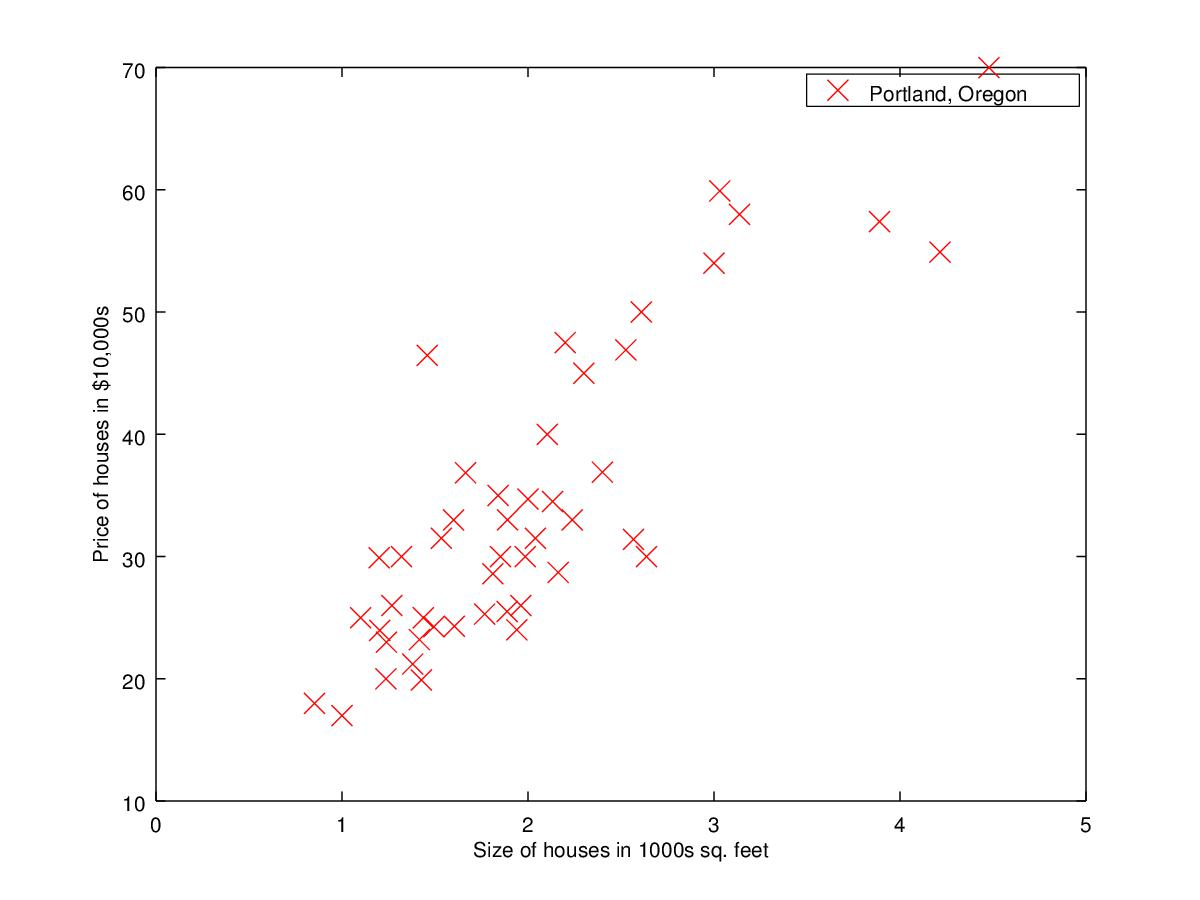 70
Portland, Oregon
60
50
40
30
20
10
Price of houses in $10,000s
0 1 2 3 4 5
Size of houses in 1000s sq. feet